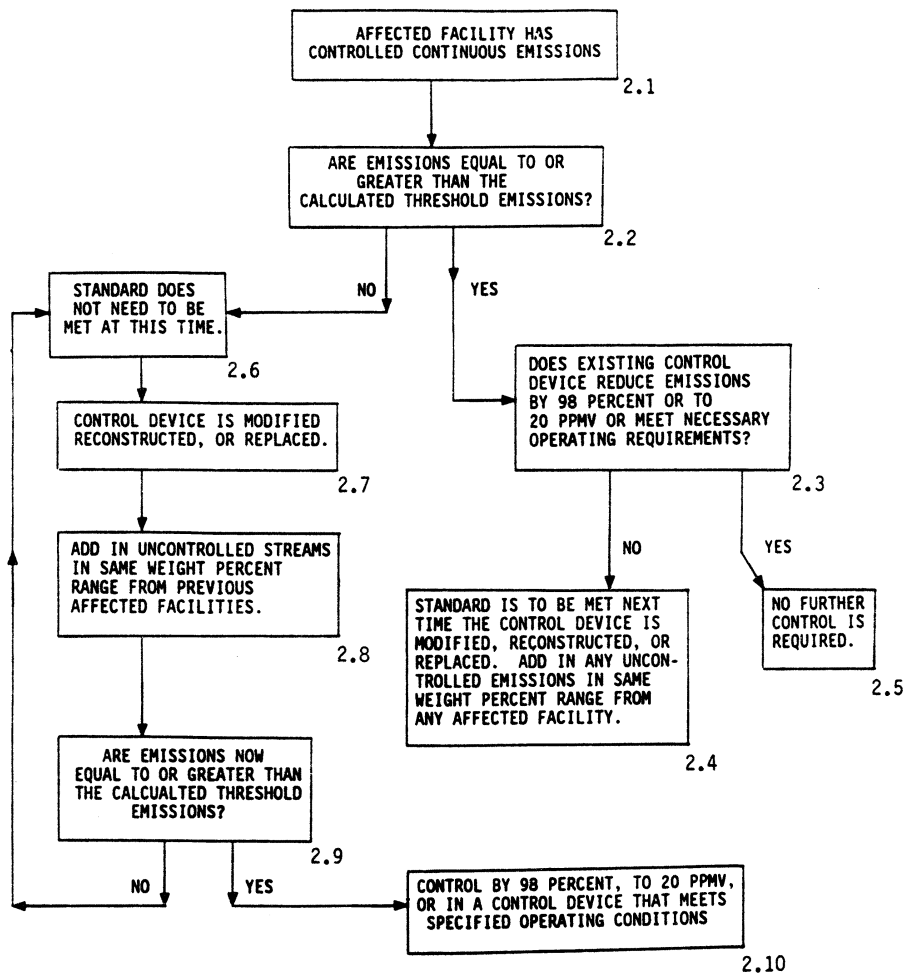 AFFECTED FACILITY HAS
CONTROLLED CONTINUOUS EMISSIONS
2.1
ARE EMISSIONS EQUAL TO OR
GREATER THAN THE
CALCULATED THRESHOLD EMISSIONS?
2.2
NO
YES
STANDARD DOES
NOT NEED TO BE
MET AT THIS TIME.
2.6
DOES EXISTING CONTROL
DEVICE REDUCE EMISSIONS
BY 98 PERCENT OR TO
20 PPMV OR MEET NECESSARY
OPERATING REQUIREMENTS?
2.3
CONTROL DEVICE IS MODIFIED
RECONSTRUCTED, OR REPLACED.
2.7
NO
YES
ADD IN UNCONTROLLED STREAMS
IN SAME WEIGHT PERCENT
RANGE FROM PREVIOUS
AFFECTED FACILITIES.
2.8
STANDARD IS TO BE MET NEXT
TIME THE CONTROL DEVICE IS
MODIFIED, RECONSTRUCTED, OR
REPLACED. ADD IN ANY UNCON-
TROLLED EMISSIONS IN SAME
WEIGHT PERCENT RANGE FROM
ANY AFFECTED FACILITY.
2.4
NO FURTHER
CONTROL IS
REQUIRED.
2.5
ARE EMISSIONS NOW
EQUAL TO OR GREATER THAN
THE CALCUALTED THRESHOLD
EMISSIONS?
2.9
NO
YES
CONTROL BY 98 PERCENT, TO 20 PPMV,
OR IN A CONTROL DEVICE THAT MEETS
SPECIFIED OPERATING CONDITIONS
2.10